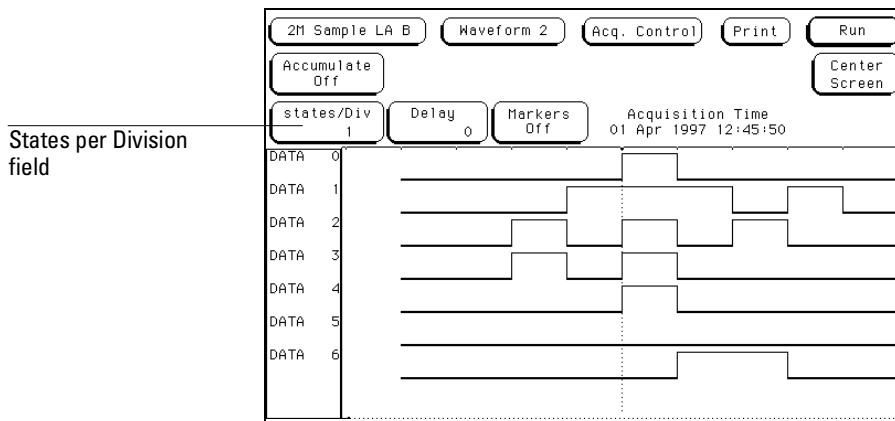 2M Sample LA B Waveform 2 Acq. Control Print Run
Accumulate
Off
Center
Screen
states/Div
1
Delay
0
Markers
Off
Acquisition Time
01 Apr 1997 12:45:50
States per Division
field
DATA 0
DATA 1
DATA 2
DATA 3
DATA 4
DATA 5
DATA 6